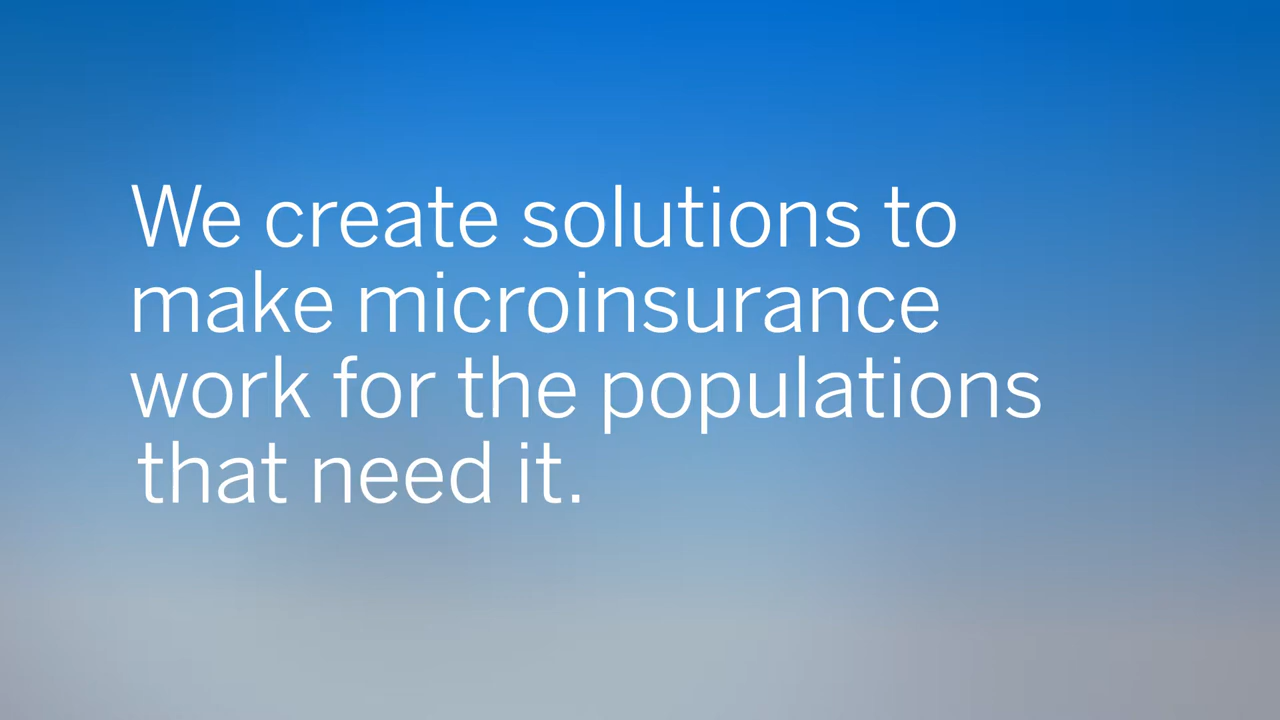 We create solutions to
make microinsurance
work for the populations
that need it.